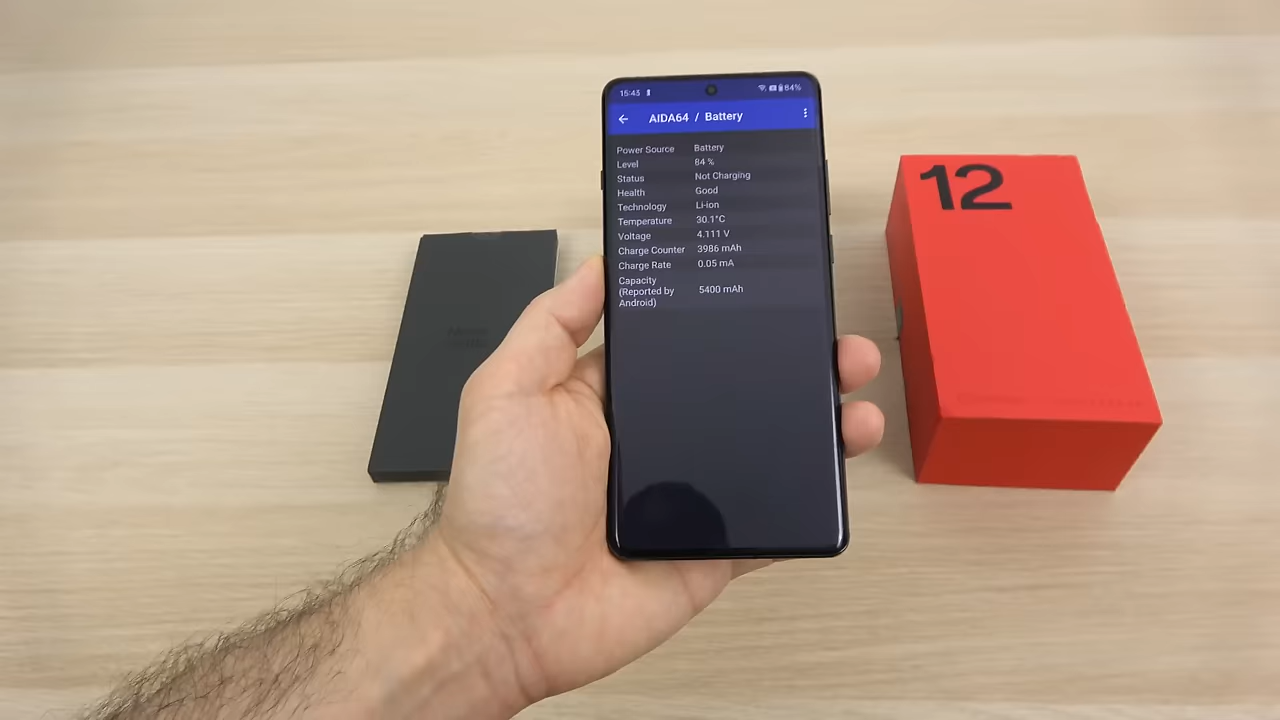 15:43 84%
AIDA64 / Battery
Power Source Battery
Level 84 %
Status Not Charging
Health Good
Technology Li-ion
Temperature 30.1°C
Voltage 4.111 V
Charge Counter 3986 mAh
Charge Rate 0.05 mA
Capacity
(Reported by
Android) 5400 mAh
12